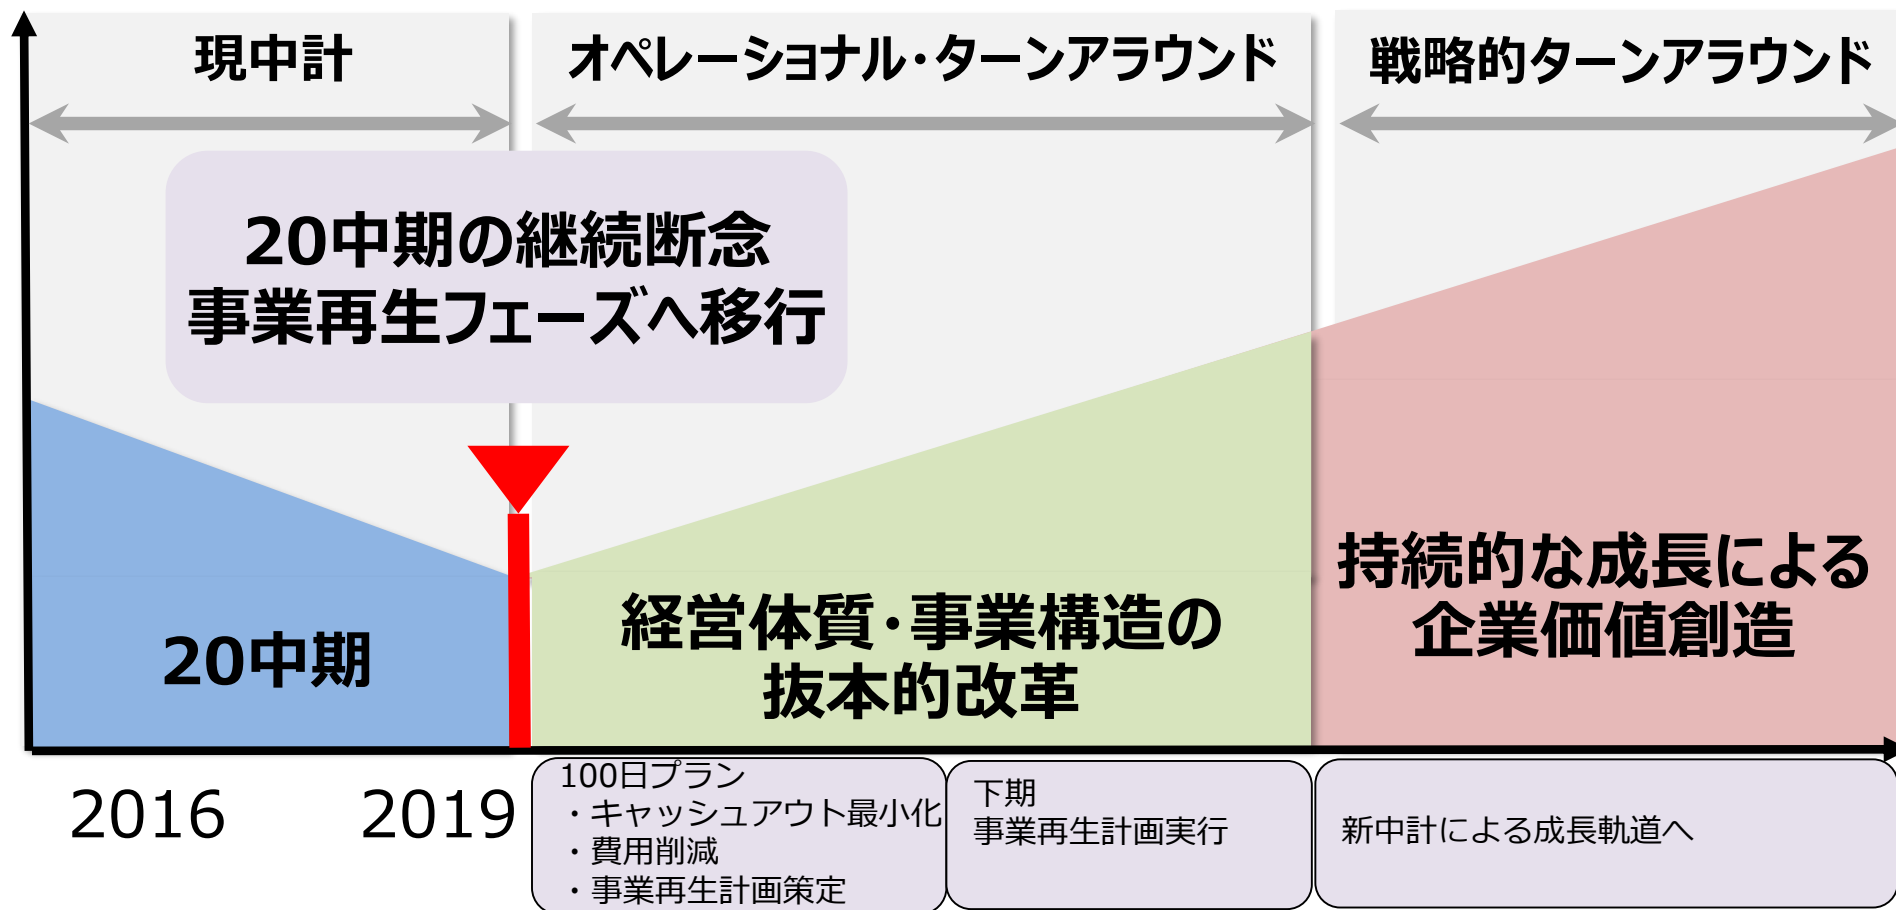 現中計
オペレーショナル・ターンアラウンド
戦略的ターンアラウンド
20中期の継続断念
事業再生フェーズへ移行
20中期
経営体質・事業構造の
抜本的改革
持続的な成長による
企業価値創造
2016
2019
100日プラン
・キャッシュアウト最小化
・費用削減
・事業再生計画策定
下期
事業再生計画実行
新中計による成長軌道へ